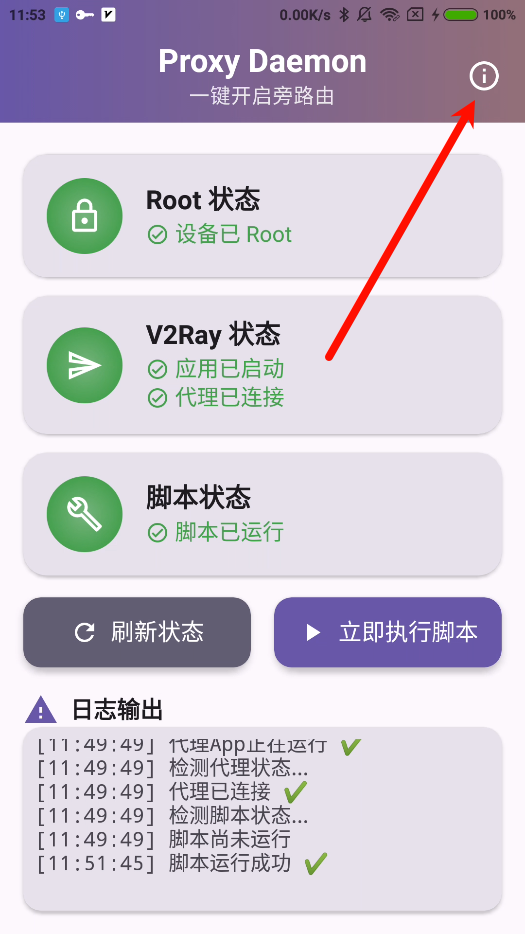 11:53
0.00K/s
100%
Proxy Daemon
一键开启旁路由
Root 状态
设备已 Root
V2Ray 状态
应用已启动
代理已连接
脚本状态
脚本已运行
刷新状态
立即执行脚本
日志输出
[11:49:49] 代理App正在运行 ✔
[11:49:49] 检测代理状态...
[11:49:49] 代理已连接 ✔
[11:49:49] 检测脚本状态...
[11:49:49] 脚本尚未运行
[11:51:45] 脚本运行成功 ✔